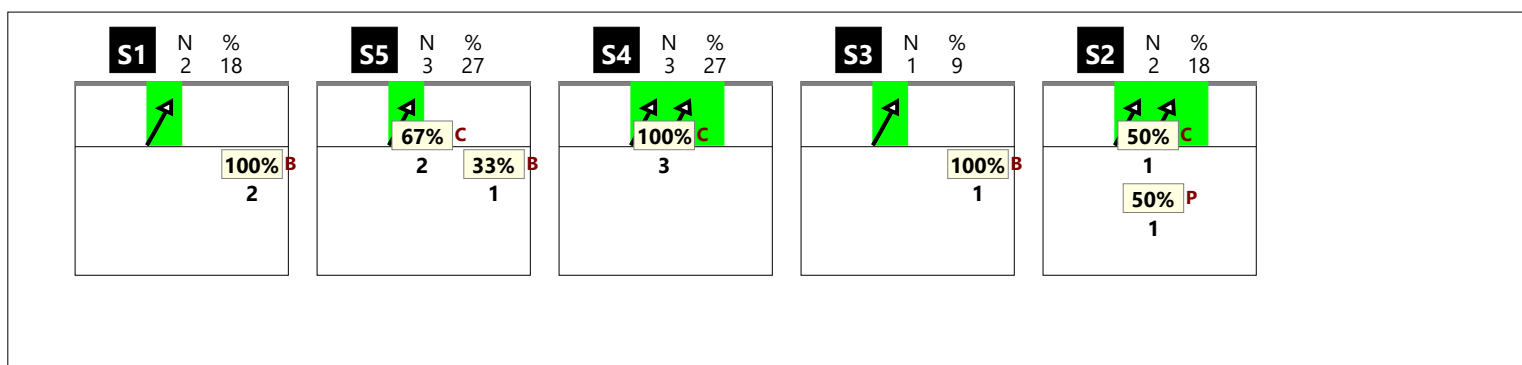 S1 N % 2 18
S5 N % 3 27
S4 N % 3 27
S3 N % 1 9
S2 N % 2 18
100% B
2
67% C
2
33% B
1
100% C
3
100% B
1
50% C
1
50% P
1